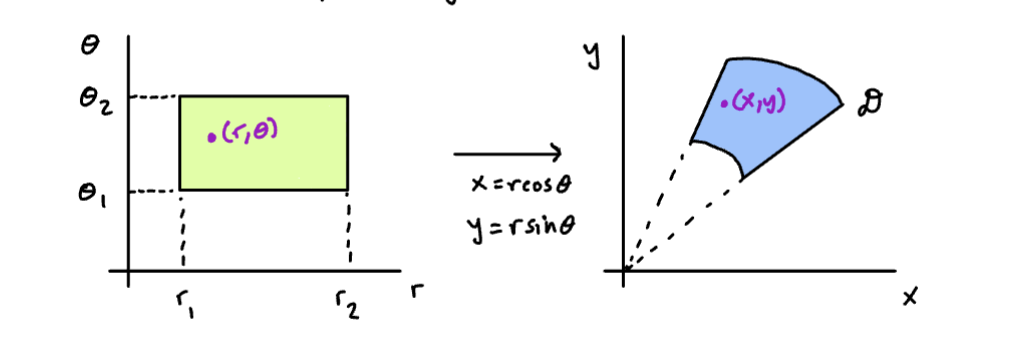 θ
θ₂
•(r,θ)
θ₁
r₁
r₂
r
x=rcosθ
y=rsinθ
y
•(x,y)
D
x